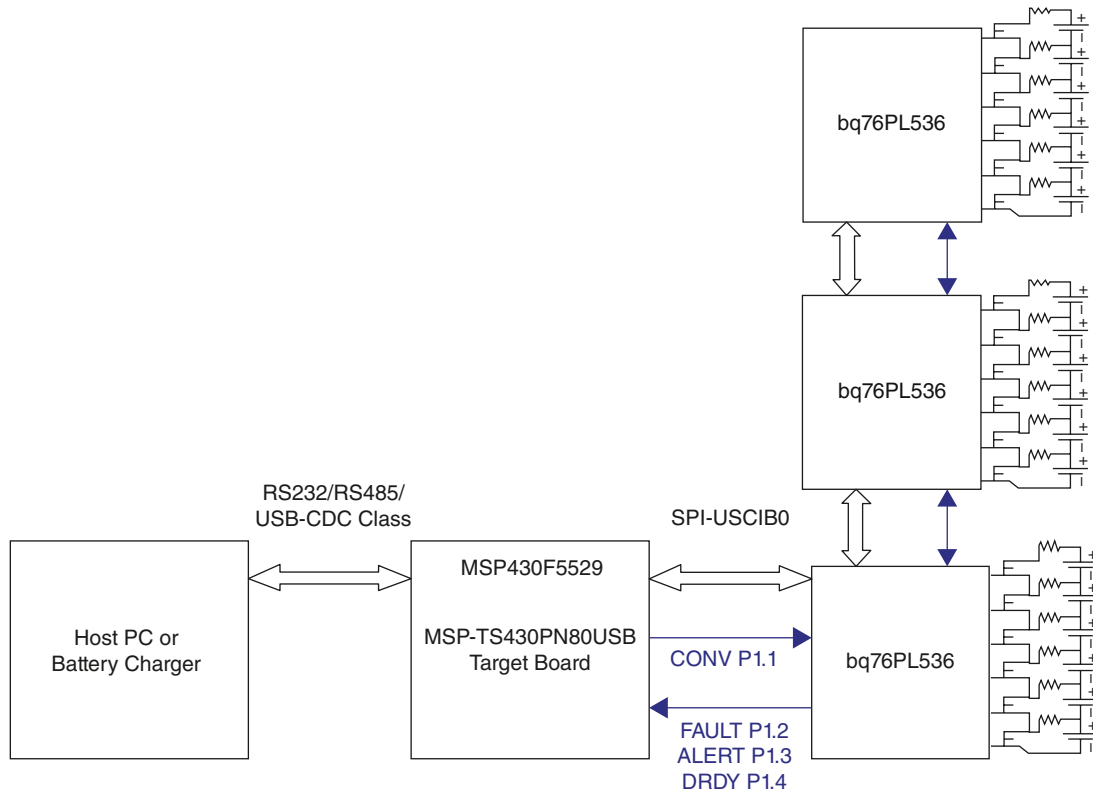 bq76PL536
bq76PL536
RS232/RS485/
USB-CDC Class
SPI-USCIB0
Host PC or
Battery Charger
MSP430F5529
MSP-TS430PN80USB
Target Board
CONV P1.1
FAULT P1.2
ALERT P1.3
DRDY P1.4
bq76PL536